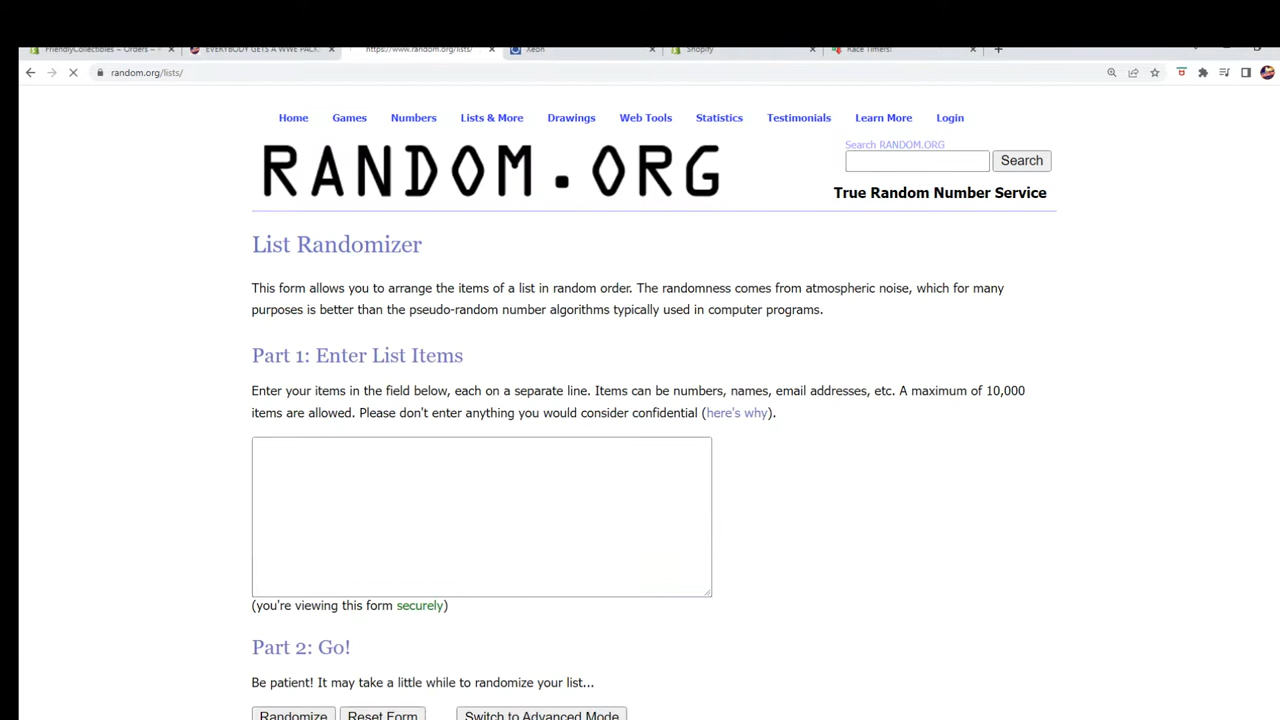 FriendlyCollectibles ~ Orders ~ EVERYBODY GETS A WWE PACK https://www.random.org/lists/ Xeon Shopify Race Timers!
random.org/lists/
Home Games Numbers Lists & More Drawings Web Tools Statistics Testimonials Learn More Login
Search RANDOM.ORG
RANDOM.ORG
Search
True Random Number Service
List Randomizer
This form allows you to arrange the items of a list in random order. The randomness comes from atmospheric noise, which for many
purposes is better than the pseudo-random number algorithms typically used in computer programs.
Part 1: Enter List Items
Enter your items in the field below, each on a separate line. Items can be numbers, names, email addresses, etc. A maximum of 10,000
items are allowed. Please don't enter anything you would consider confidential (here's why).
(you're viewing this form securely)
Part 2: Go!
Be patient! It may take a little while to randomize your list...
Randomize Reset Form Switch to Advanced Mode